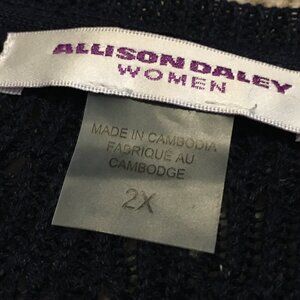 ALLISON DALEY
WOMEN
MADE IN CAMBODIA
FABRIQUÉ AU
CAMBODGE
2X